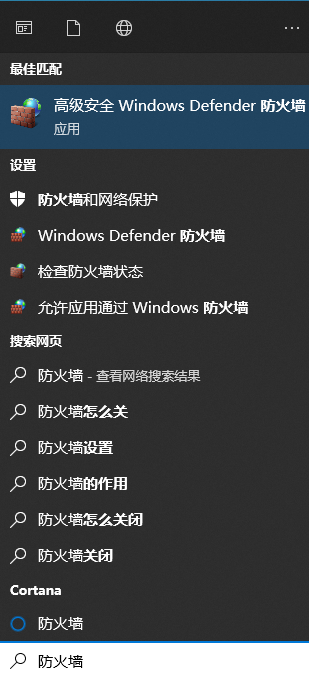 最佳匹配
高级安全 Windows Defender 防火墙
应用
设置
防火墙和网络保护
Windows Defender 防火墙
检查防火墙状态
允许应用通过 Windows 防火墙
搜索网页
防火墙 - 查看网络搜索结果
防火墙怎么关
防火墙设置
防火墙的作用
防火墙怎么关闭
防火墙关闭
Cortana
防火墙
防火墙